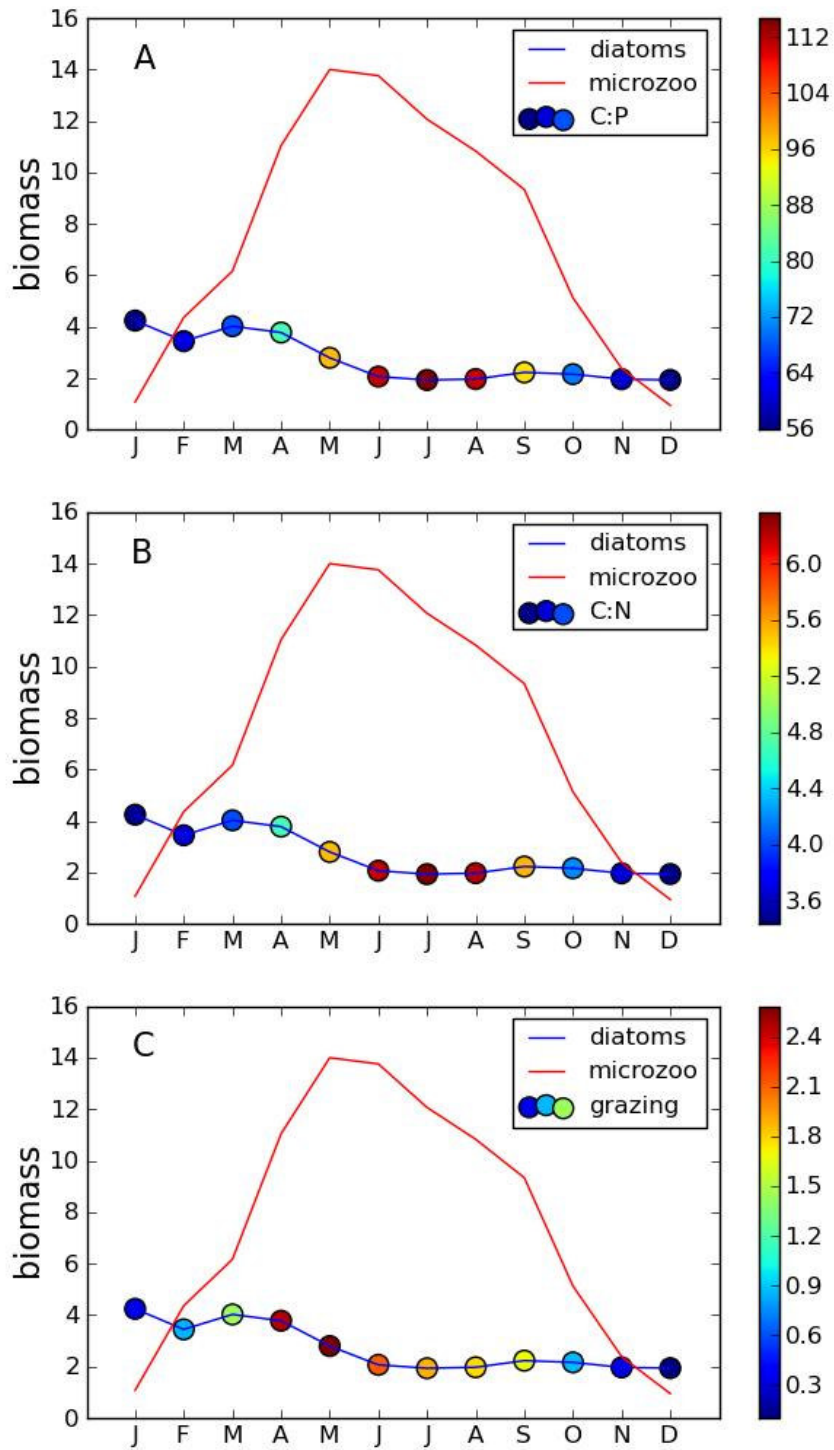 A
biomass
16
14
12
10
8
6
4
2
0
J F M A M J J A S O N D
diatoms
microzoo
C:P
112
104
96
88
80
72
64
56
B
biomass
16
14
12
10
8
6
4
2
0
J F M A M J J A S O N D
diatoms
microzoo
C:N
6.0
5.6
5.2
4.8
4.4
4.0
3.6
C
biomass
16
14
12
10
8
6
4
2
0
J F M A M J J A S O N D
diatoms
microzoo
grazing
2.4
2.1
1.8
1.5
1.2
0.9
0.6
0.3